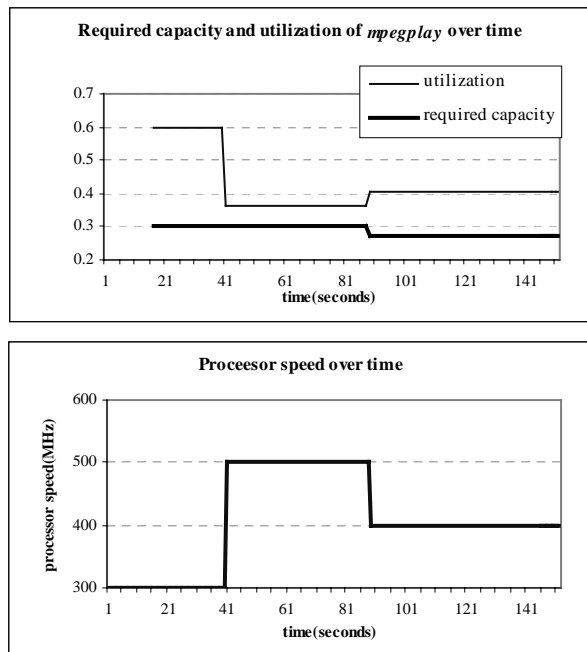 Required capacity and utilization of mpegplay over time
utilization
required capacity
0.7
0.6
0.5
0.4
0.3
0.2
1 21 41 61 81 101 121 141
time(seconds)
Proceesor speed over time
processor speed(MHz)
600
500
400
300
1 21 41 61 81 101 121 141
time(seconds)